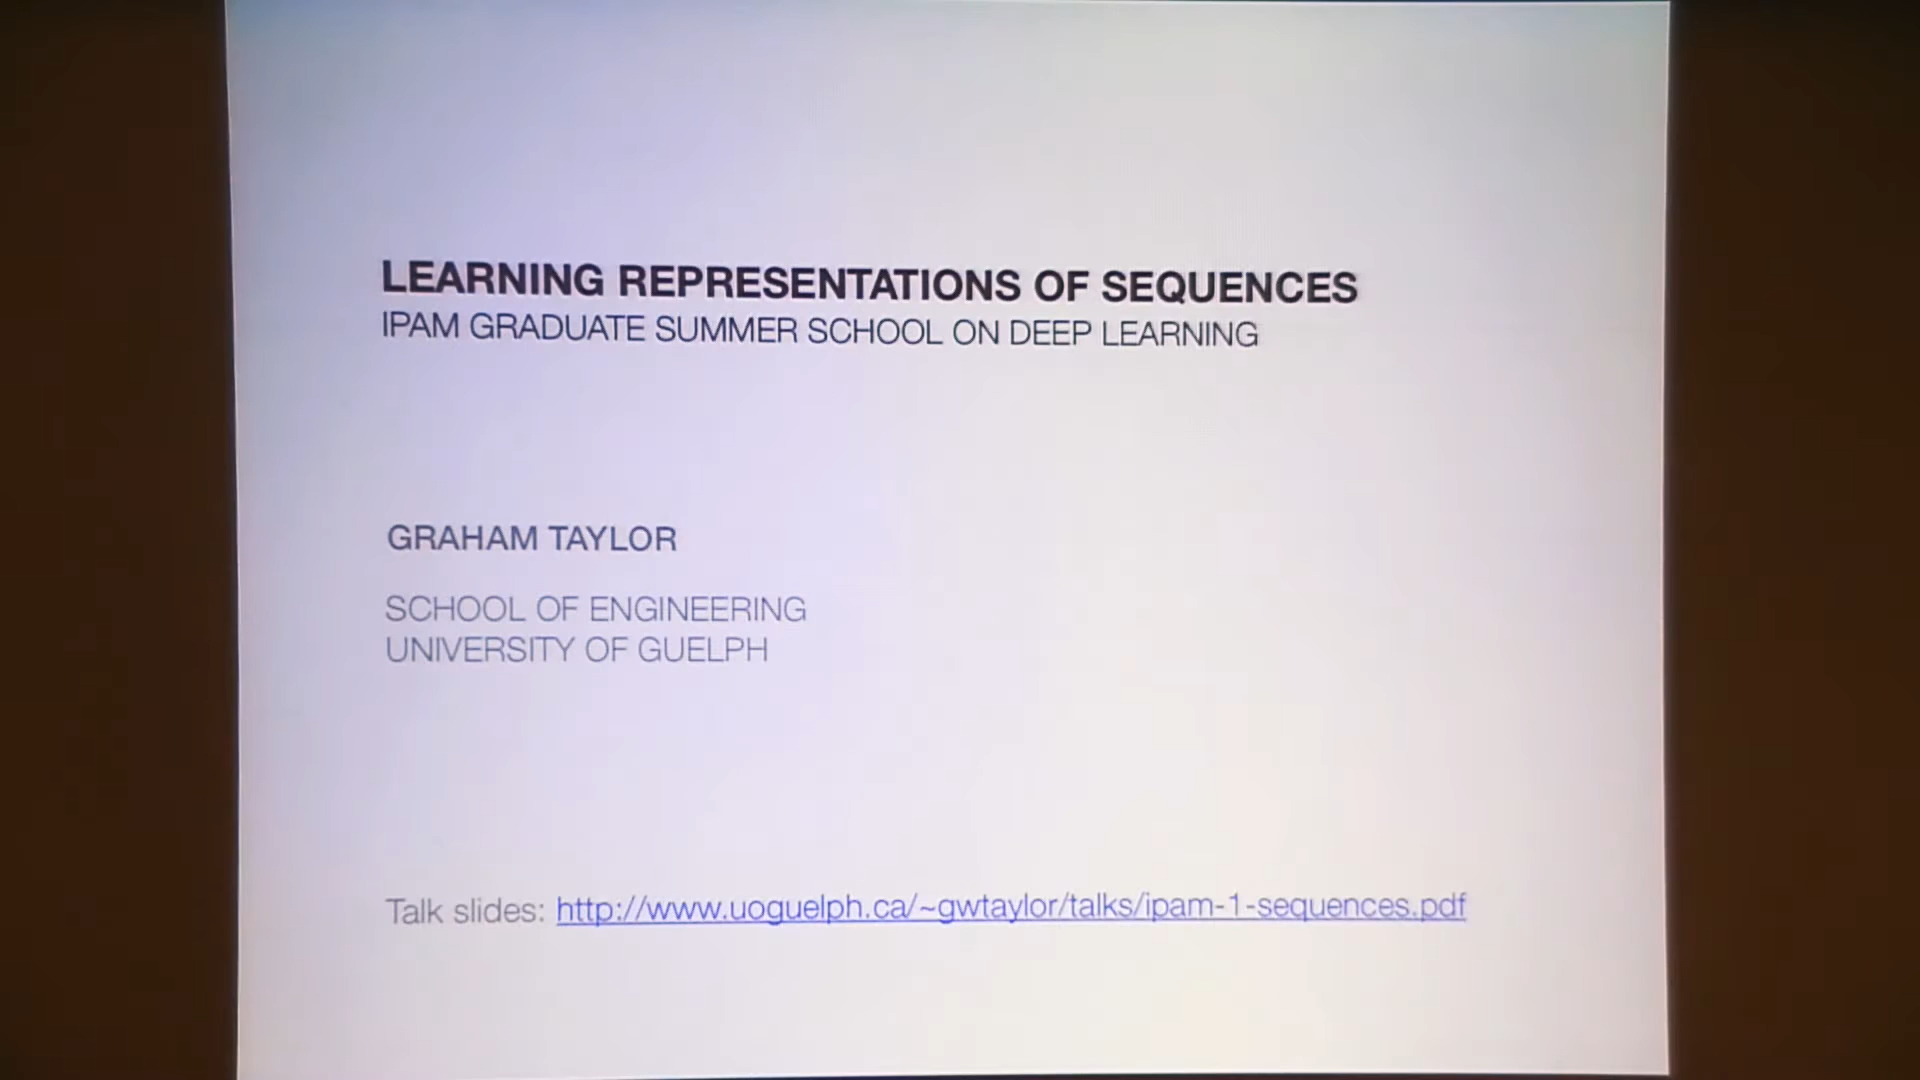 LEARNING REPRESENTATIONS OF SEQUENCES
IPAM GRADUATE SUMMER SCHOOL ON DEEP LEARNING
GRAHAM TAYLOR
SCHOOL OF ENGINEERING
UNIVERSITY OF GUELPH
Talk slides: http://www.uoguelph.ca/~gwtaylor/talks/ipam-1-sequences.pdf